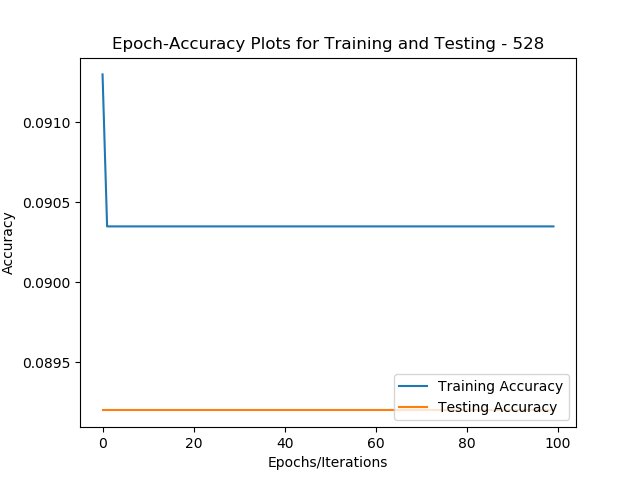 Epoch-Accuracy Plots for Training and Testing - 528
0.0910
0.0905
0.0900
0.0895
Accuracy
Training Accuracy
Testing Accuracy
0 20 40 60 80 100
Epochs/Iterations